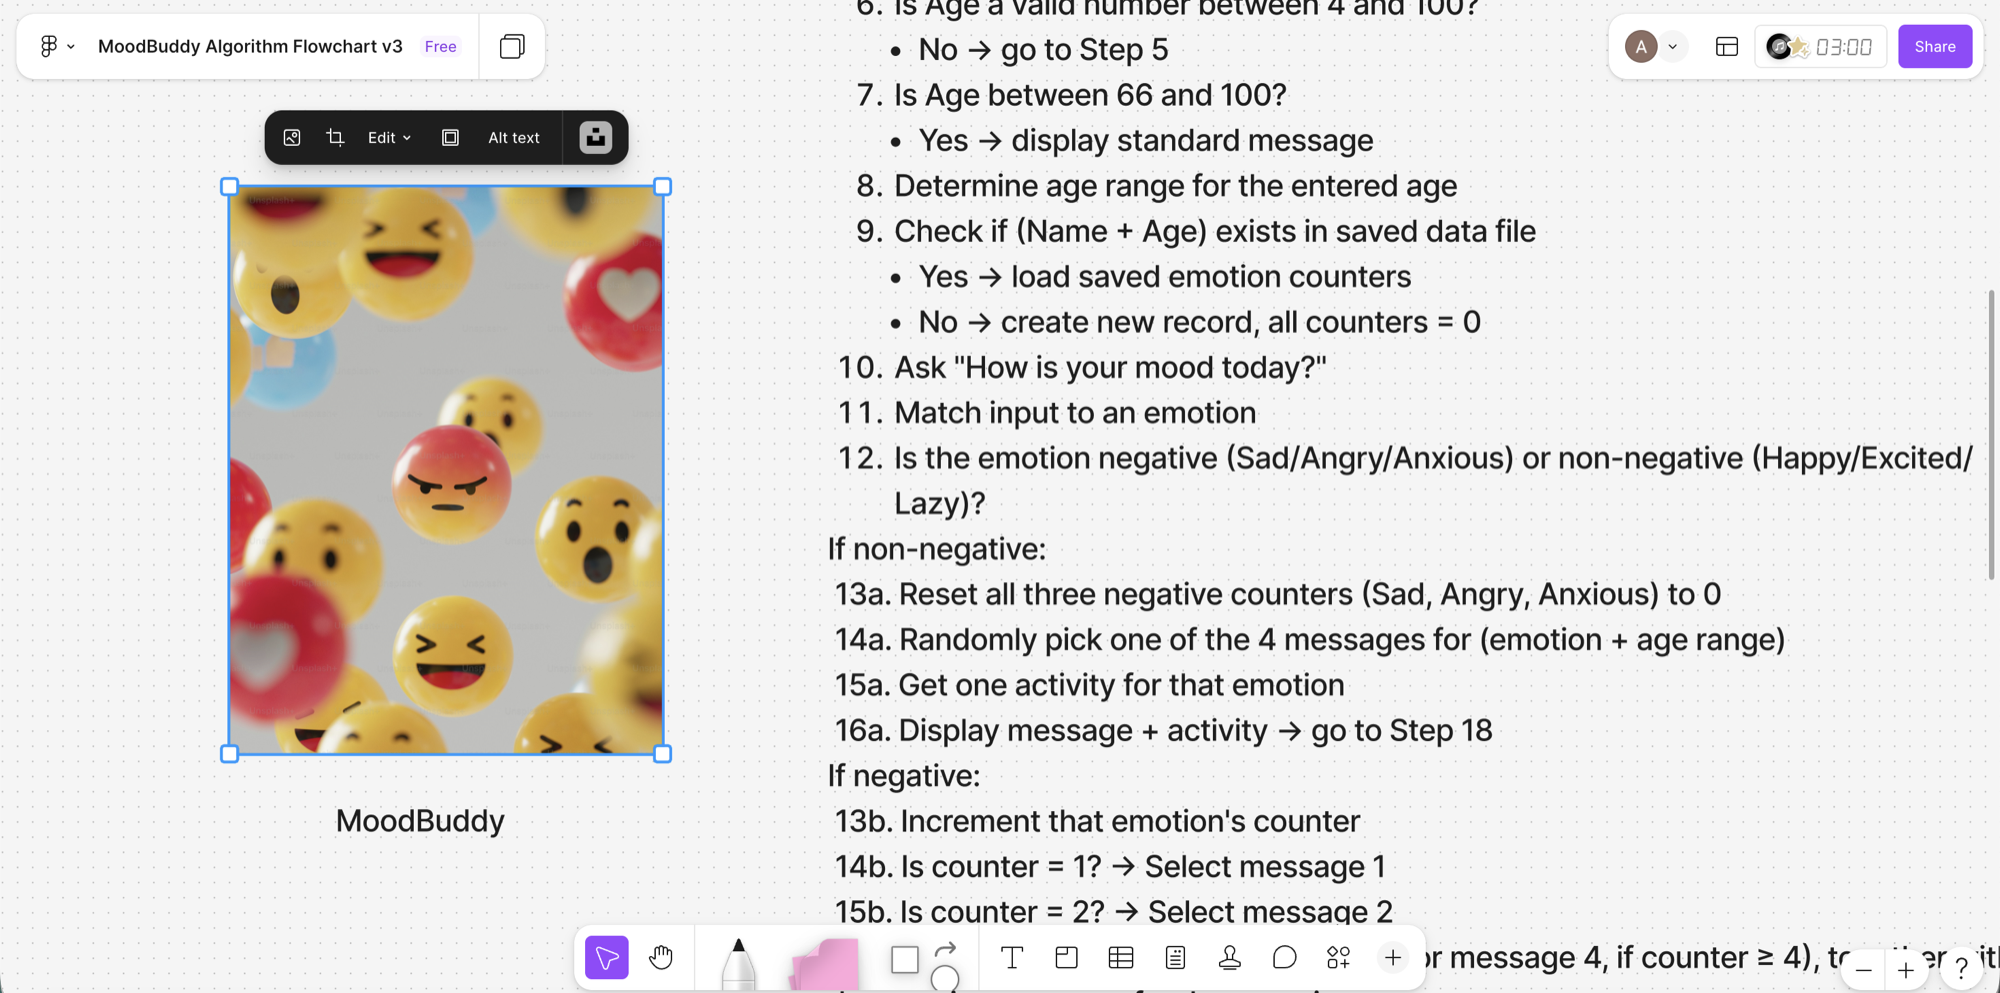 MoodBuddy Algorithm Flowchart v3 Free
A 03:00 Share
Edit Alt text
MoodBuddy
6. Is Age a valid number between 4 and 100?
• No → go to Step 5
7. Is Age between 66 and 100?
• Yes → display standard message
8. Determine age range for the entered age
9. Check if (Name + Age) exists in saved data file
• Yes → load saved emotion counters
• No → create new record, all counters = 0
10. Ask "How is your mood today?"
11. Match input to an emotion
12. Is the emotion negative (Sad/Angry/Anxious) or non-negative (Happy/Excited/
Lazy)?
If non-negative:
13a. Reset all three negative counters (Sad, Angry, Anxious) to 0
14a. Randomly pick one of the 4 messages for (emotion + age range)
15a. Get one activity for that emotion
16a. Display message + activity → go to Step 18
If negative:
13b. Increment that emotion's counter
14b. Is counter = 1? → Select message 1
15b. Is counter = 2? → Select message 2
message 4, if counter ≥ 4),